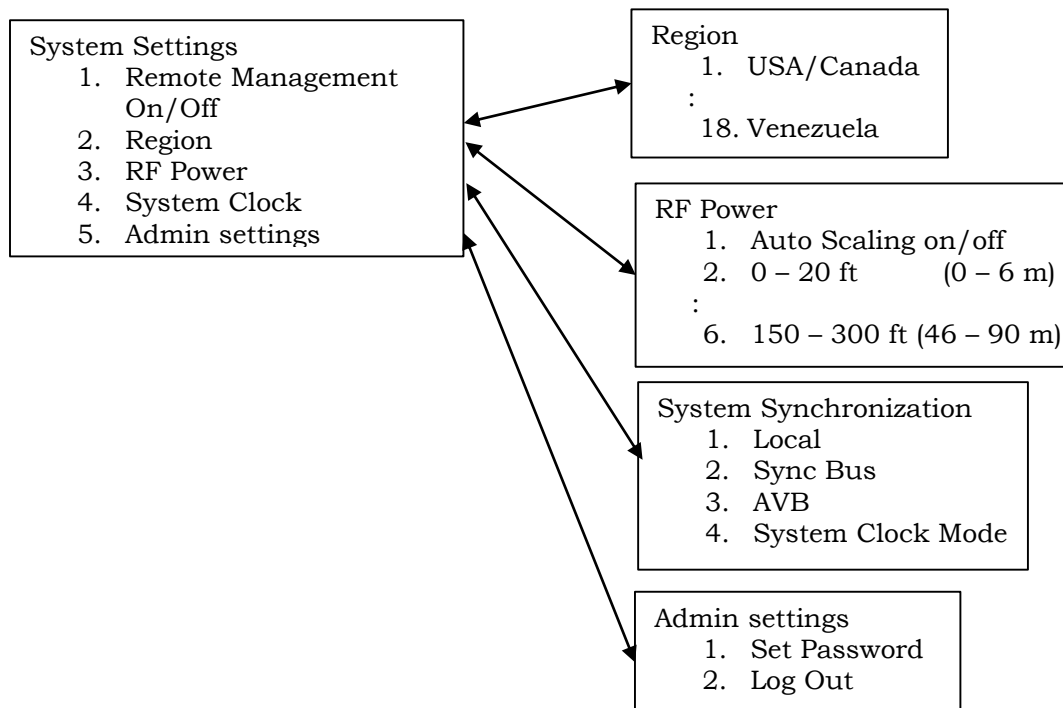 System Settings
1. Remote Management
On/Off
2. Region
3. RF Power
4. System Clock
5. Admin settings
Region
1. USA/Canada
:
18. Venezuela
RF Power
1. Auto Scaling on/off
2. 0 – 20 ft (0 – 6 m)
:
6. 150 – 300 ft (46 – 90 m)
System Synchronization
1. Local
2. Sync Bus
3. AVB
4. System Clock Mode
Admin settings
1. Set Password
2. Log Out